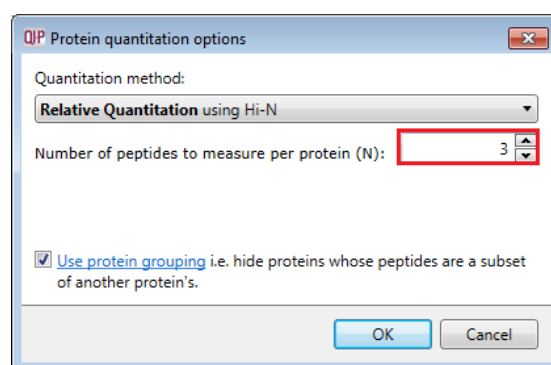 QIP Protein quantitation options
Quantitation method:
Relative Quantitation using Hi-N
Number of peptides to measure per protein (N): 3
Use protein grouping i.e. hide proteins whose peptides are a subset
of another protein's.
OK Cancel